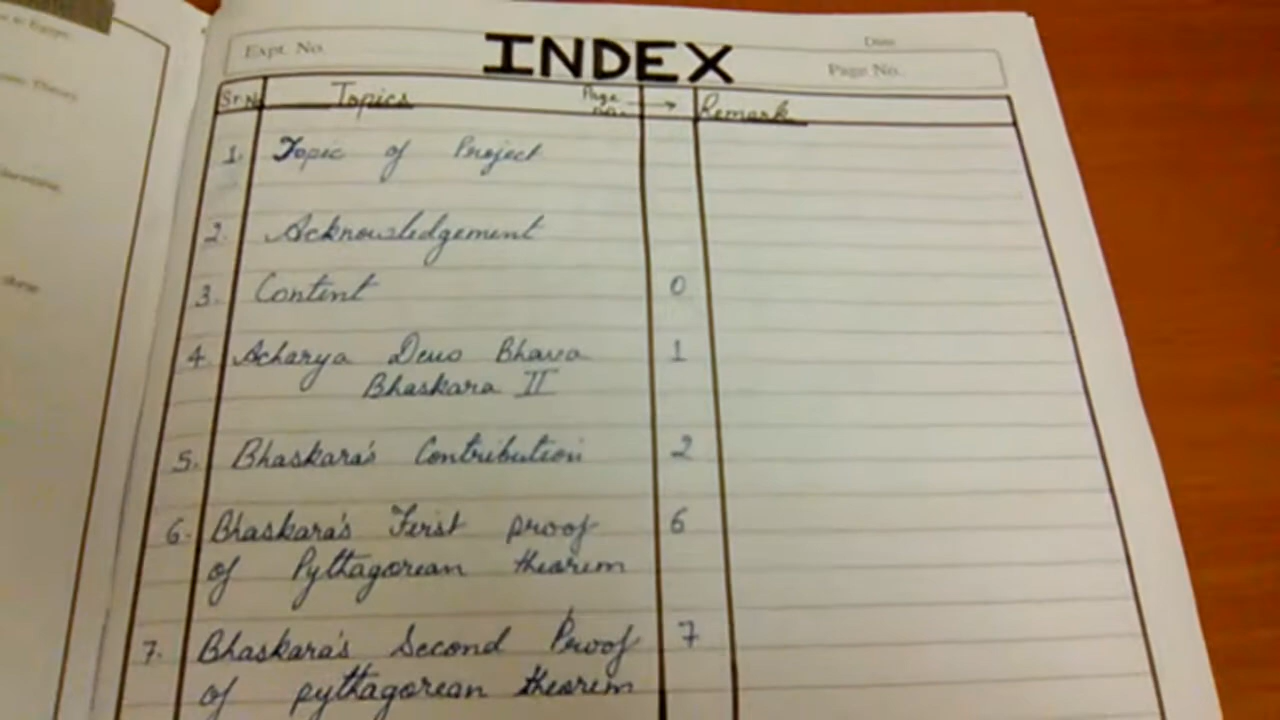 INDEX
Expt. No.
Date
Page No.
Sr.No Topics Page no. → Remark
1. Topic of Project
2. Acknowledgement
3. Content 0
4. Acharya Deva Bhava 1
Bhaskara II
5. Bhaskara's Contribution 2
6. Bhaskara's First proof 6
of Pythagorean theorem
7. Bhaskara's Second Proof 7
of pythagorean theorem